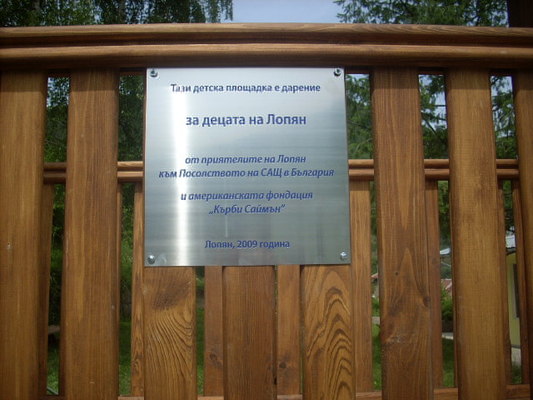 Тази детска площадка е дарение
за децата на Лопян
от приятелите на Лопян
към Посолството на САЩ в България
и американската фондация
„Кърби Саймън“
Лопян, 2009 година